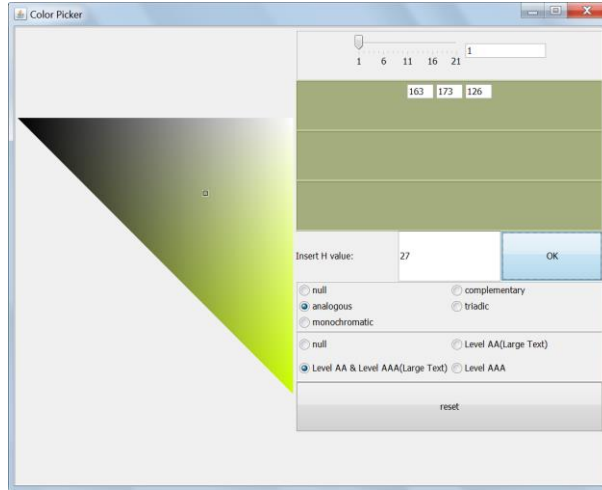 Color Picker
1
1 6 11 16 21
163 173 126
Insert H value: 27 OK
null complementary
analogous triadic
monochromatic
null Level AA(Large Text)
Level AA & Level AAA(Large Text) Level AAA
reset